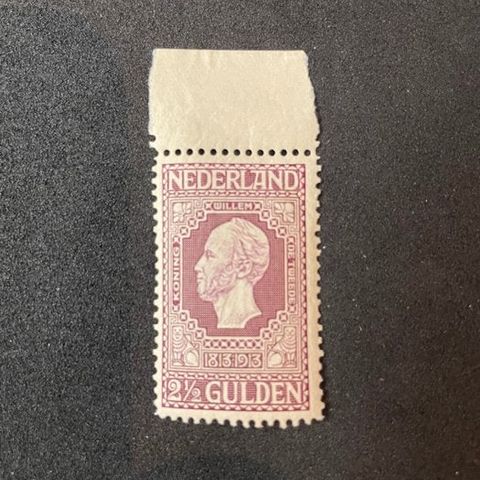 NEDERLAND
WILLEM
KONING
DE TWEEDE
1813 1913
2½ GULDEN